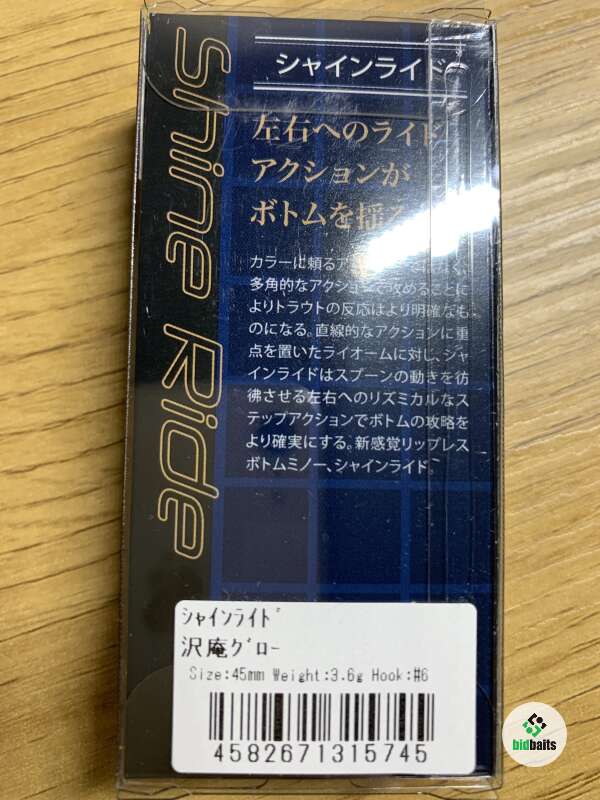 Shine Ride
シャインライド
左右へのライド
アクションが
ボトムを揺
カラーに頼るア
多角的なアクションで攻めることに
よりトラウトの反応はより明確なも
のになる。直線的なアクションに重
点を置いたライオームに対し、シャ
インライドはスプーンの動きを彷
彿させる左右へのリズミカルなス
テップアクションでボトムの攻略を
より確実にする。新感覚リップレス
ボトムミノー、シャインライド。
シャインライド
沢庵グロー
Size:45mm Weight:3.6g Hook:#6
4582671315745
bidbaits